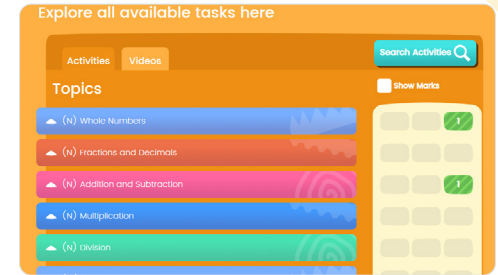 Explore all available tasks here
Activities
Videos
Search Activities
Topics
Show Marks
(N) Whole Numbers
1
(N) Fractions and Decimals
(N) Addition and Subtraction
1
(N) Multiplication
(N) Division